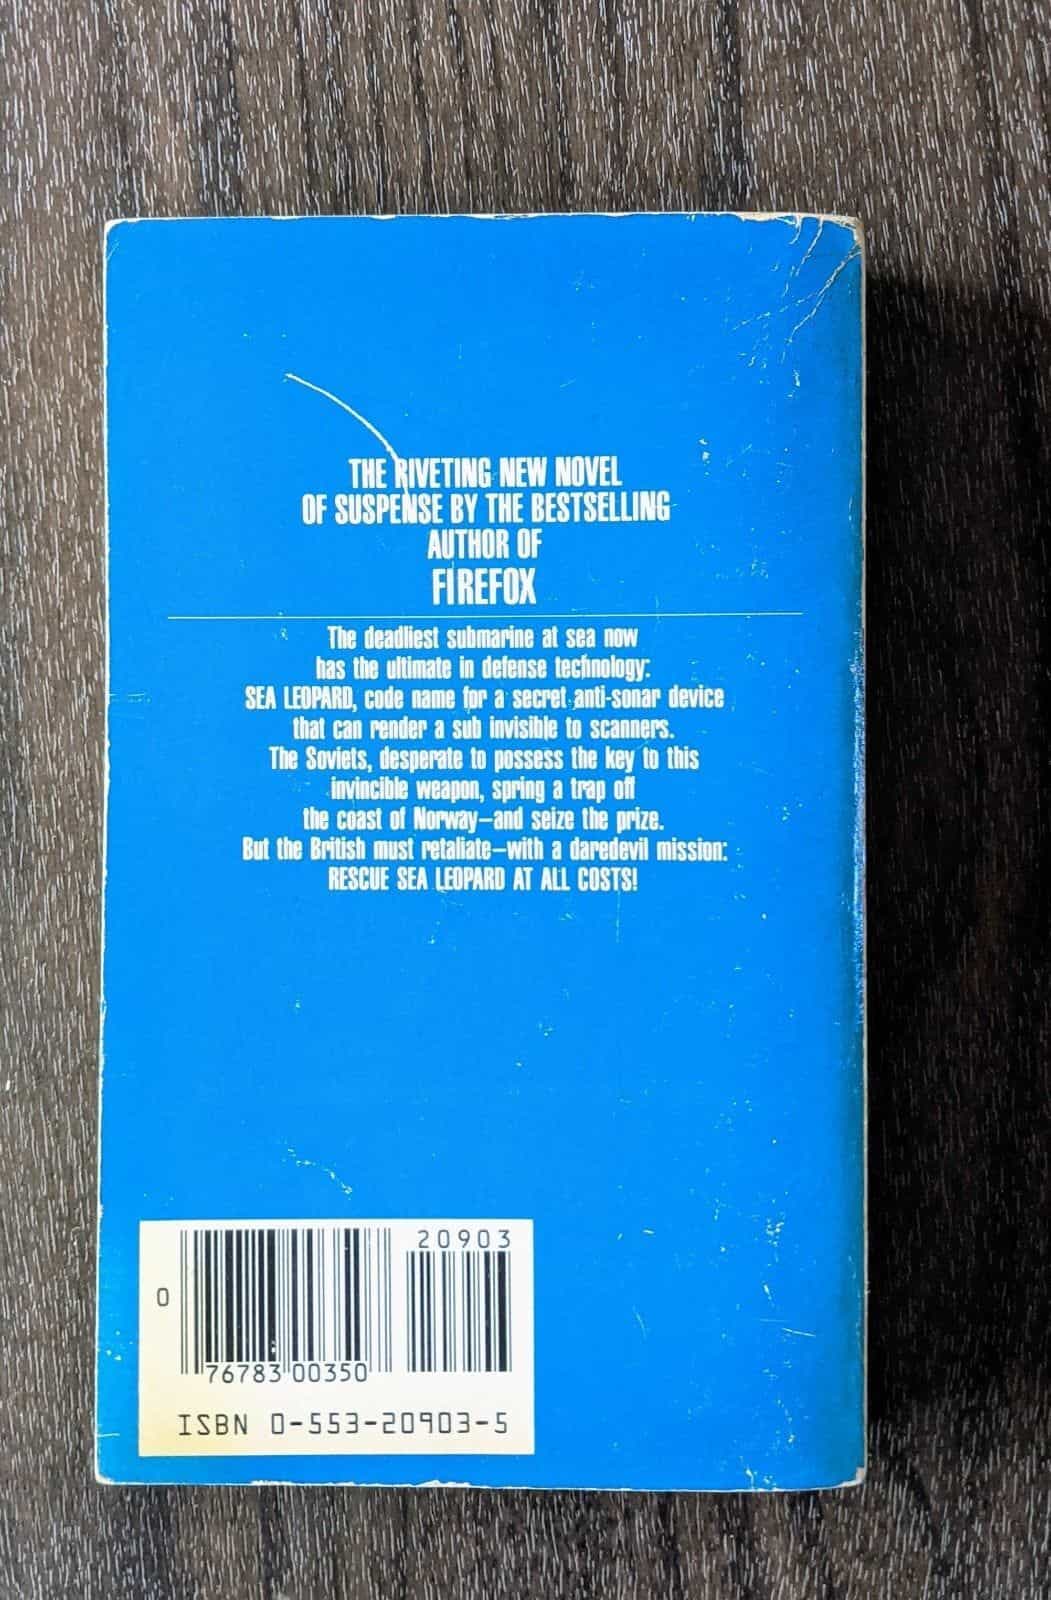 THE RIVETING NEW NOVEL
OF SUSPENSE BY THE BESTSELLING
AUTHOR OF
FIREFOX
The deadliest submarine at sea now
has the ultimate in defense technology:
SEA LEOPARD, code name for a secret anti-sonar device
that can render a sub invisible to scanners.
The Soviets, desperate to possess the key to this
invincible weapon, spring a trap off
the coast of Norway—and seize the prize.
But the British must retaliate—with a daredevil mission:
RESCUE SEA LEOPARD AT ALL COSTS!
20903
0
76783 00350
ISBN 0-553-20903-5